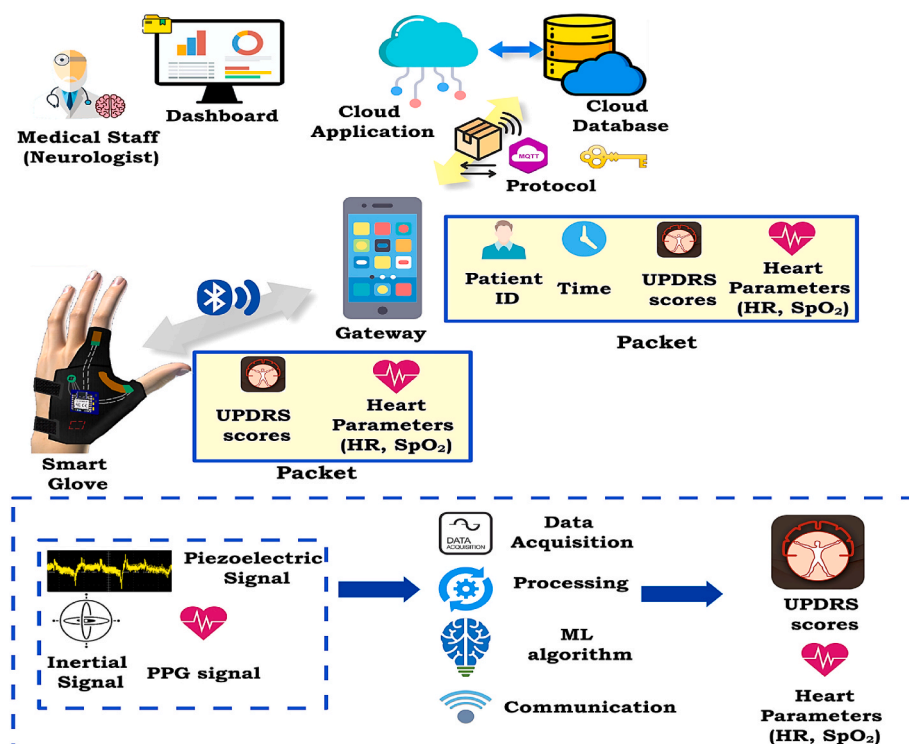 Medical Staff
(Neurologist)
Dashboard
Cloud
Application
Cloud
Database
MQTT
Protocol
Gateway
Patient
ID
Time
UPDRS
scores
Heart
Parameters
(HR, SpO₂)
Packet
Smart
Glove
UPDRS
scores
Heart
Parameters
(HR, SpO₂)
Packet
Piezoelectric
Signal
Inertial
Signal
PPG signal
DATA
ACQUISITION
Data
Acquisition
Processing
ML
algorithm
Communication
UPDRS
scores
Heart
Parameters
(HR, SpO₂)